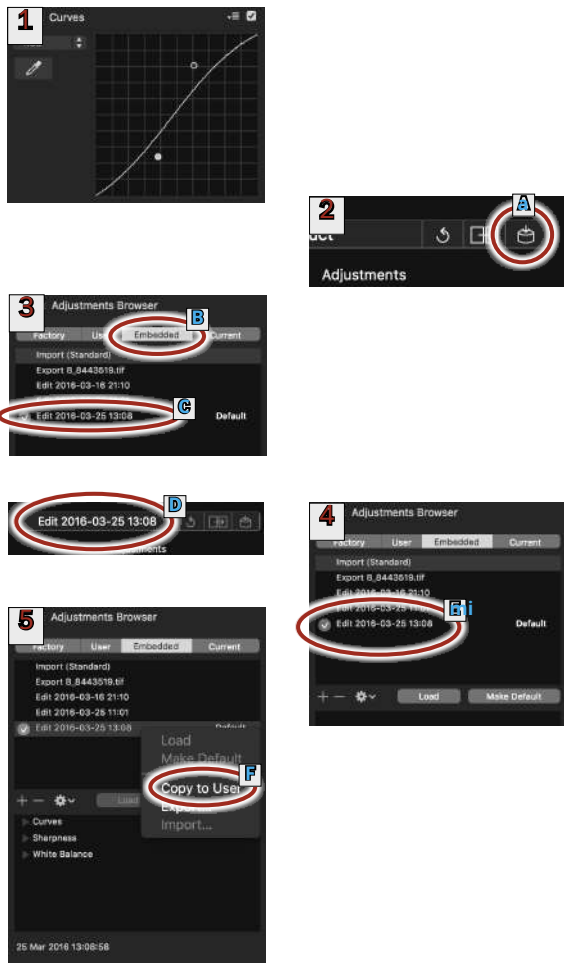 1
Curves
2
A
Adjustments
3
Adjustments Browser
B
Factory User Embedded Current
Import (Standard)
Export 8_8443519.tif
Edit 2016-03-16 21:10
C
Edit 2016-03-25 13:08 Default
D
Edit 2016-03-25 13:08
4
Adjustments Browser
Factory User Embedded Current
Import (Standard)
Export 8_8443519.tif
Edit 2016-03-16 21:10
Edit 2016-03-25 13:08 Default
Load Make Default
5
Adjustments Browser
Factory User Embedded Current
Import (Standard)
Export 8_8443519.tif
Edit 2016-03-16 21:10
Edit 2016-03-25 11:01
Edit 2016-03-25 13:08 Default
Load
Make Default
F
Copy to User
Export...
Import...
Load
Curves
Sharpness
White Balance
25 Mar 2016 13:08:58